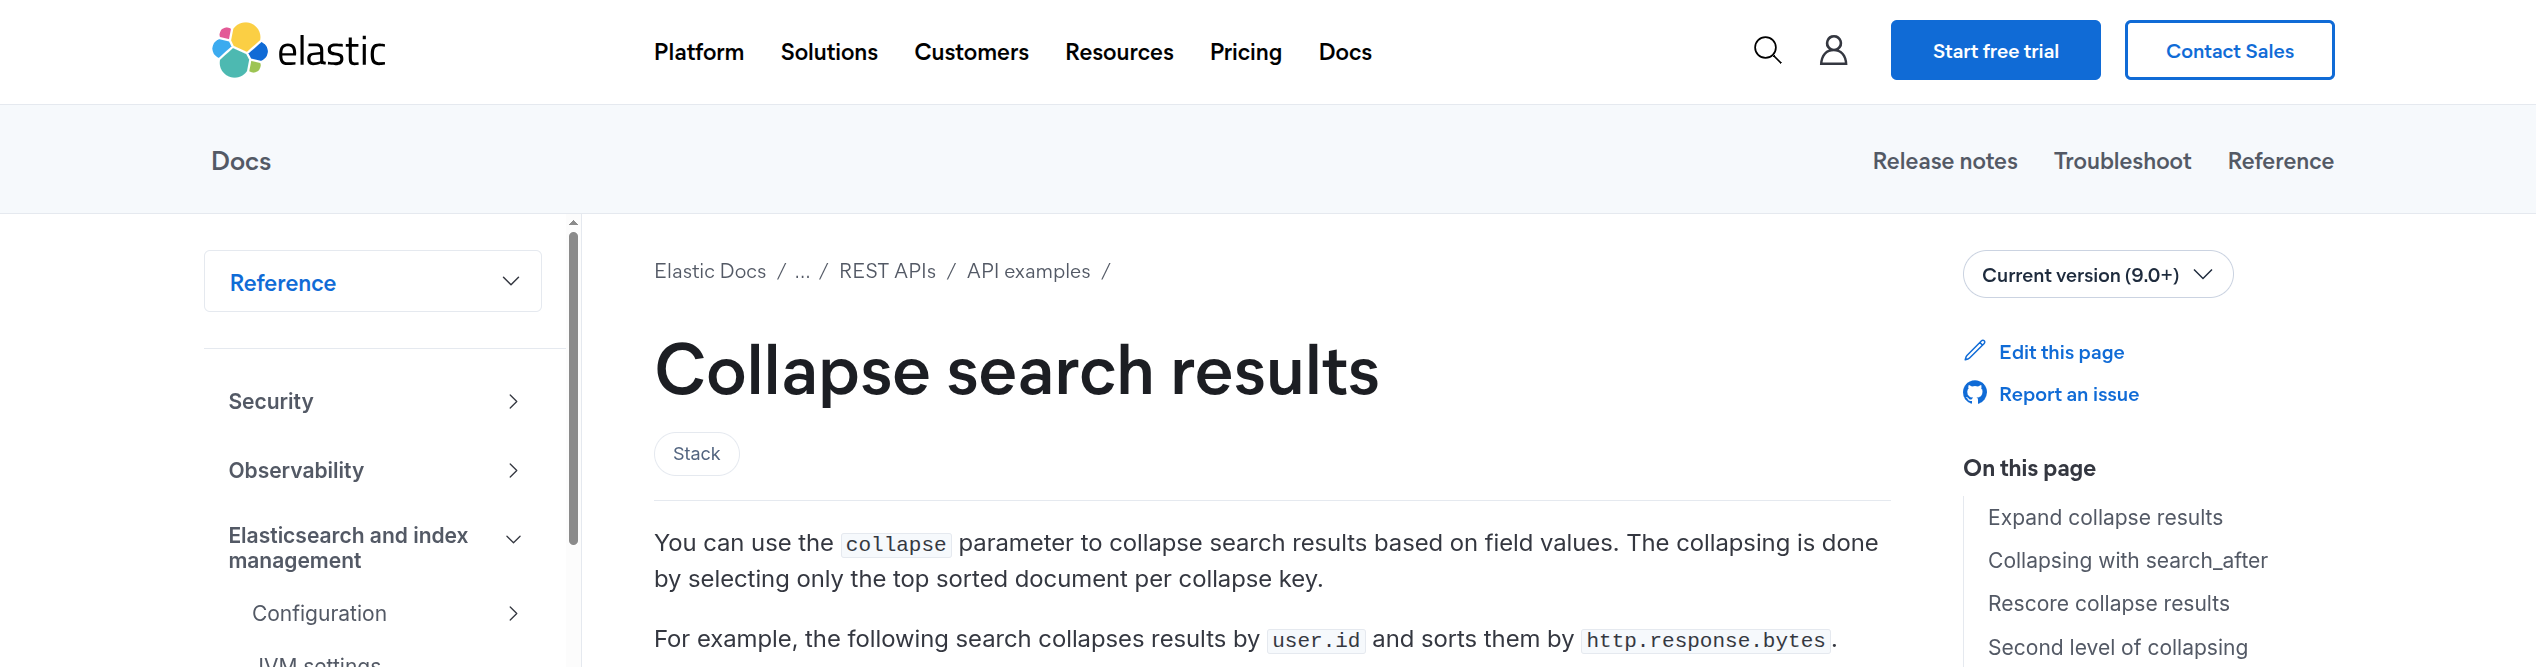 elastic
Platform Solutions Customers Resources Pricing Docs
Start free trial
Contact Sales
Docs
Release notes Troubleshoot Reference
Reference
Security
Observability
Elasticsearch and index
management
Configuration
JVM settings
Elastic Docs / ... / REST APIs / API examples /
Collapse search results
Stack
You can use the collapse parameter to collapse search results based on field values. The collapsing is done
by selecting only the top sorted document per collapse key.
For example, the following search collapses results by user.id and sorts them by http.response.bytes.
Current version (9.0+)
Edit this page
Report an issue
On this page
Expand collapse results
Collapsing with search_after
Rescore collapse results
Second level of collapsing